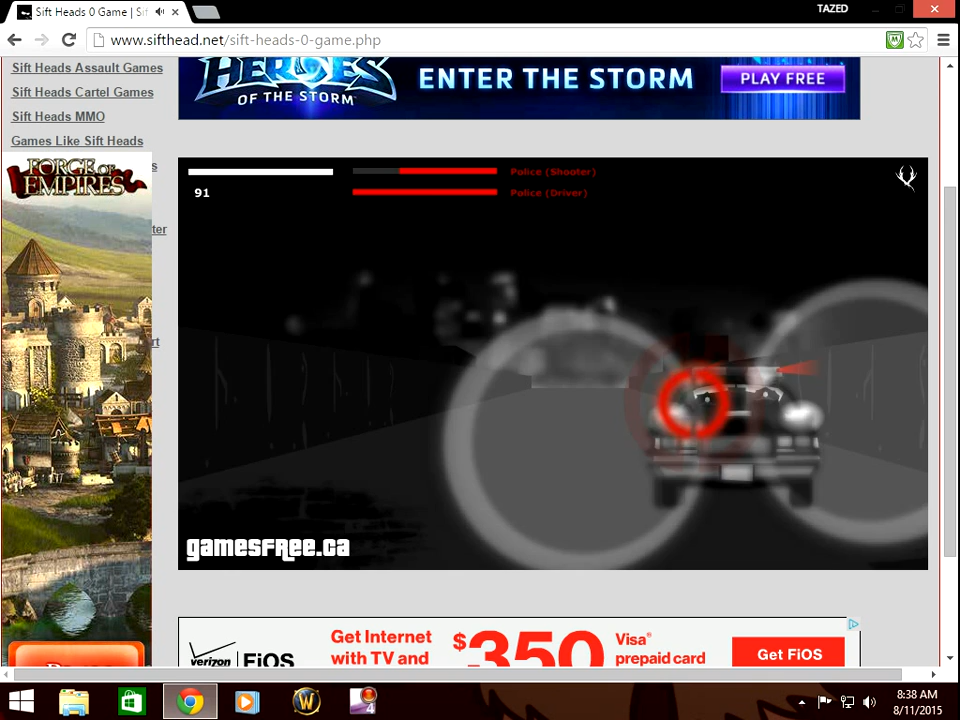 Sift Heads 0 Game | Sif
TAZED
www.sifthead.net/sift-heads-0-game.php
Sift Heads Assault Games
Sift Heads Cartel Games
Sift Heads MMO
Games Like Sift Heads
s
ter
rt
HEROES
OF THE STORM
ENTER THE STORM
PLAY FREE
FORGE OF
EMPIRES
91
Police (Shooter)
Police (Driver)
gamesfree.ca
verizon
FiOS
Get Internet
with TV and
$350
Visa®
prepaid card
Get FiOS
W
4
8:38 AM
8/11/2015